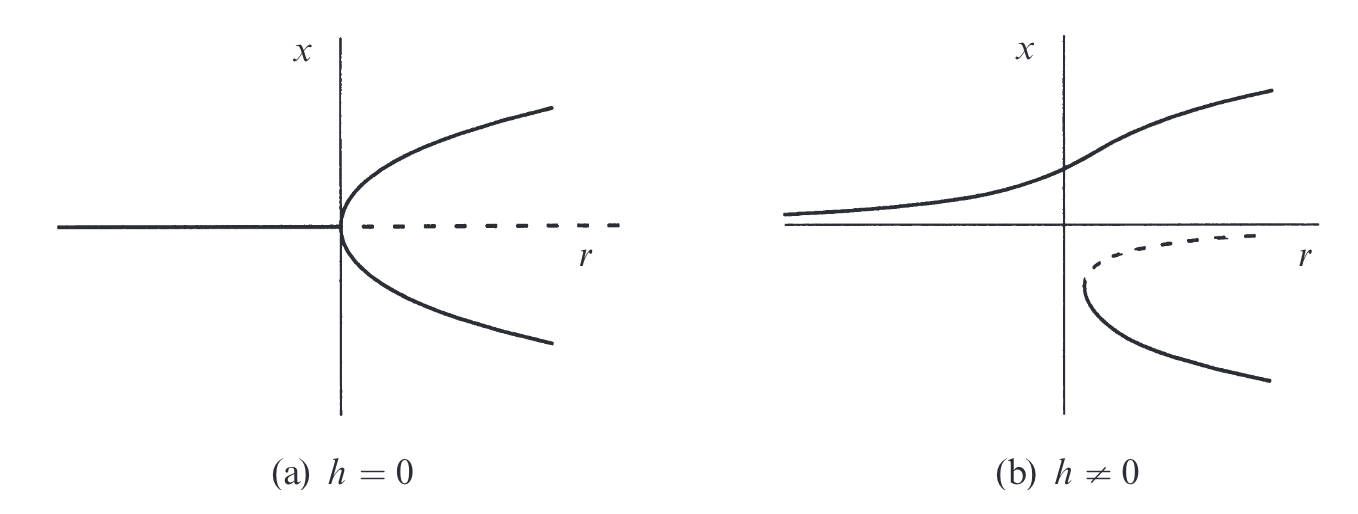 x
r
(a) h = 0
x
r
(b) h ≠ 0